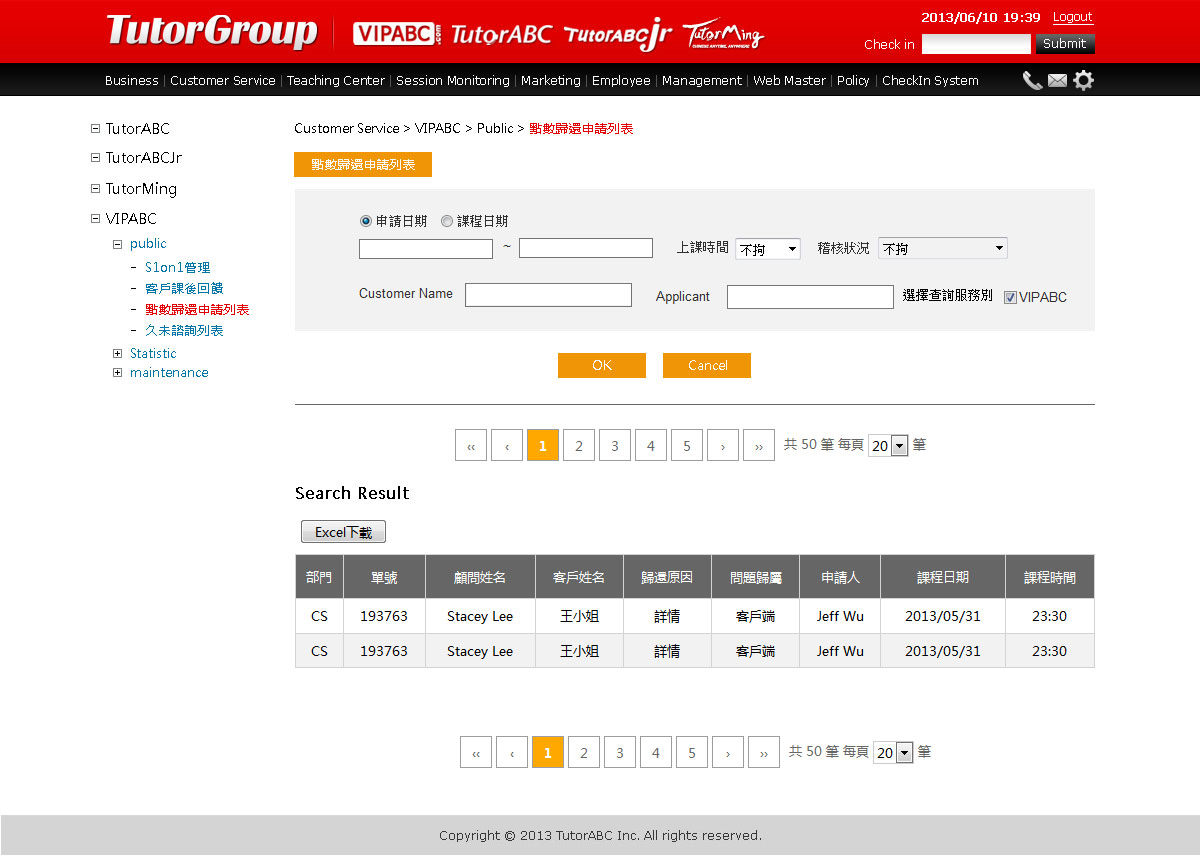 TutorGroup VIPABC.com TutorABC TutorABCjr TutorMing
2013/06/10 19:39 Logout
Check in Submit
Business | Customer Service | Teaching Center | Session Monitoring | Marketing | Employee | Management | Web Master | Policy | CheckIn System
TutorABC
TutorABCJr
TutorMing
VIPABC
public
- S1on1管理
- 客戶課後回饋
- 點數歸還申請列表
- 久未諮詢列表
Statistic
maintenance
Customer Service > VIPABC > Public > 點數歸還申請列表
點數歸還申請列表
申請日期 課程日期
~ 上課時間 不拘 稽核狀況 不拘
Customer Name Applicant 選擇查詢服務別 VIPABC
OK Cancel
‹‹ ‹ 1 2 3 4 5 › ›› 共 50 筆 每頁 20 筆
Search Result
Excel下載
部門 單號 顧問姓名 客戶姓名 歸還原因 問題歸屬 申請人 課程日期 課程時間
CS 193763 Stacey Lee 王小姐 詳情 客戶端 Jeff Wu 2013/05/31 23:30
CS 193763 Stacey Lee 王小姐 詳情 客戶端 Jeff Wu 2013/05/31 23:30
‹‹ ‹ 1 2 3 4 5 › ›› 共 50 筆 每頁 20 筆
Copyright © 2013 TutorABC Inc. All rights reserved.